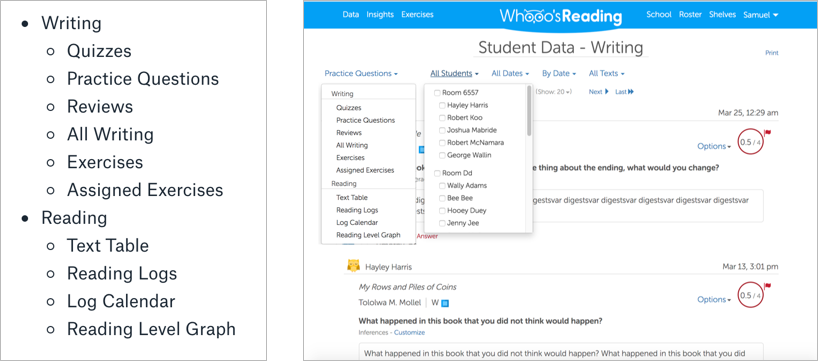 Writing
Quizzes
Practice Questions
Reviews
All Writing
Exercises
Assigned Exercises
Reading
Text Table
Reading Logs
Log Calendar
Reading Level Graph
Data Insights Exercises Whooo'sReading School Roster Shelves Samuel
Student Data - Writing
Print
Practice Questions All Students All Dates By Date All Texts
(Show: 20) Next Last
Writing
Quizzes
Practice Questions
Reviews
All Writing
Exercises
Assigned Exercises
Reading
Text Table
Reading Logs
Log Calendar
Reading Level Graph
Room 6557
Hayley Harris
Robert Koo
Joshua Mabride
Robert McNamara
George Wallin
Room Dd
Wally Adams
Bee Bee
Hooey Duey
Jenny Jee
Mar 25, 12:29 am
Options 0.5 / 4
thing about the ending, what would you change?
digestsvar digestsvar digestsvar digestsvar digestsvar
Answer
Hayley Harris Mar 13, 3:01 pm
My Rows and Piles of Coins
Tololwa M. Mollel W
Options 0.5 / 4
What happened in this book that you did not think would happen?
Inferences - Customize
What happened in this book that you did not think would happen? What happened in this book that you did